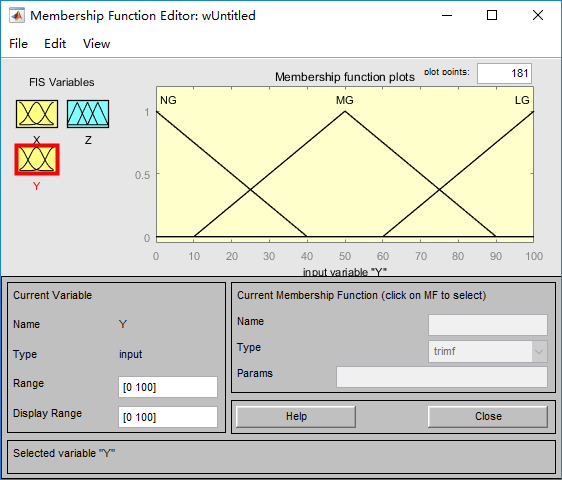 Membership Function Editor: wUntitled
File Edit View
FIS Variables
X
Z
Y
Membership function plots
plot points:
181
NG
MG
LG
1
0.5
0
0 10 20 30 40 50 60 70 80 90 100
input variable "Y"
Current Variable
Name Y
Type input
Range [0 100]
Display Range [0 100]
Current Membership Function (click on MF to select)
Name
Type trimf
Params
Help
Close
Selected variable "Y"